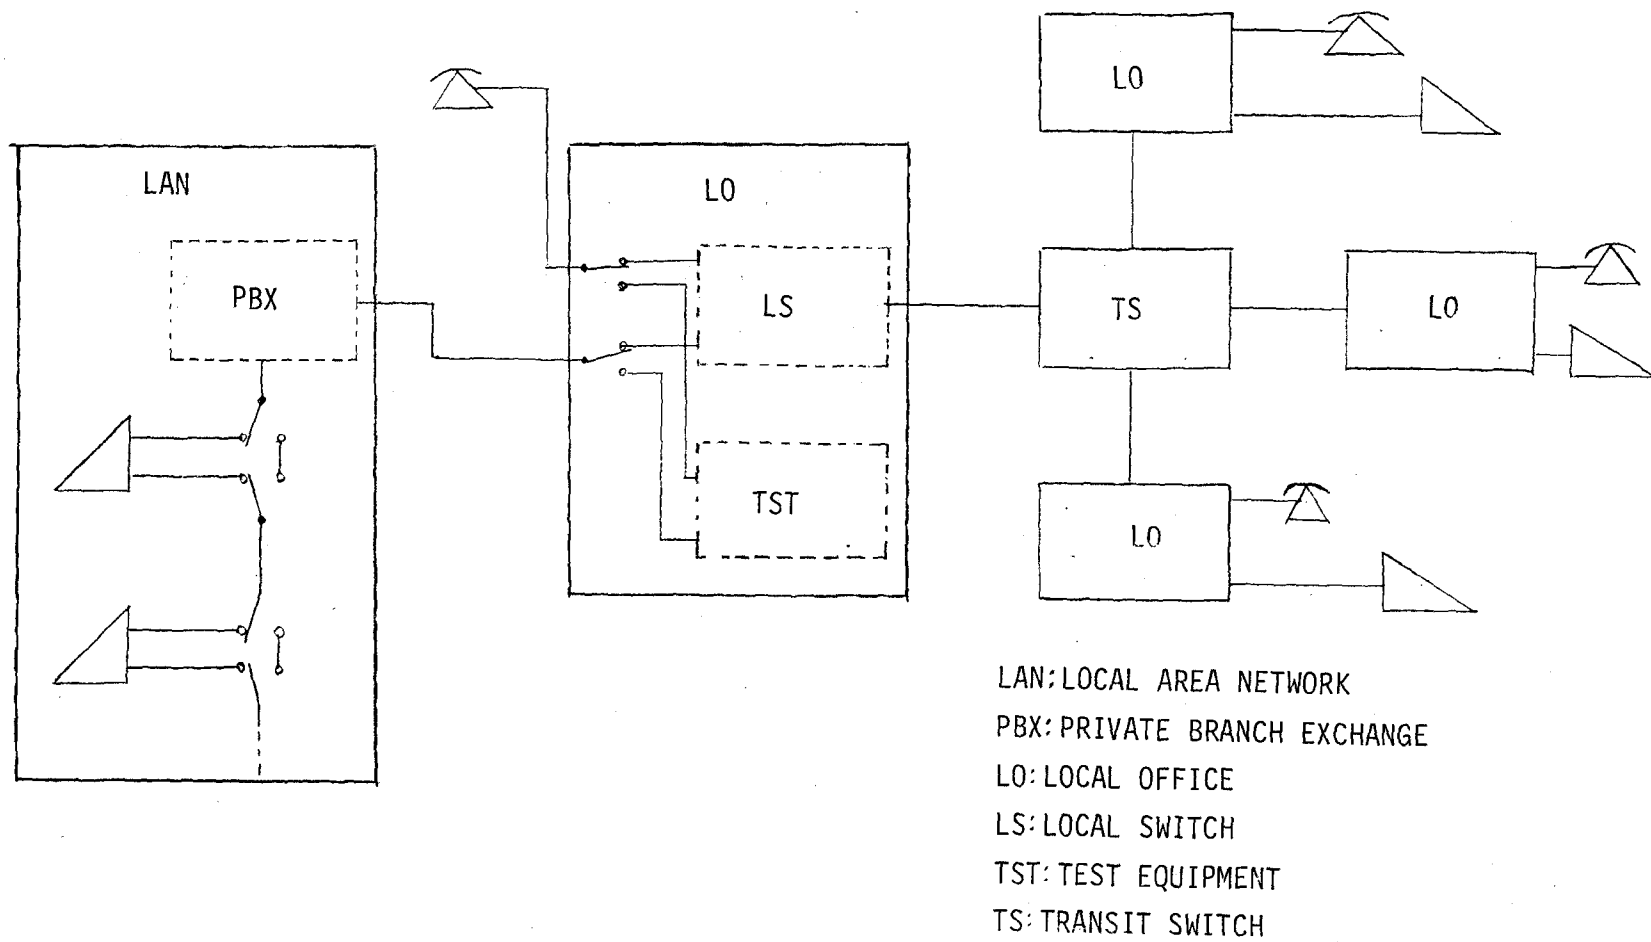 LO
LAN
LO
PBX
LS
TS
LO
TST
LO
LAN: LOCAL AREA NETWORK
PBX: PRIVATE BRANCH EXCHANGE
LO: LOCAL OFFICE
LS: LOCAL SWITCH
TST: TEST EQUIPMENT
TS: TRANSIT SWITCH